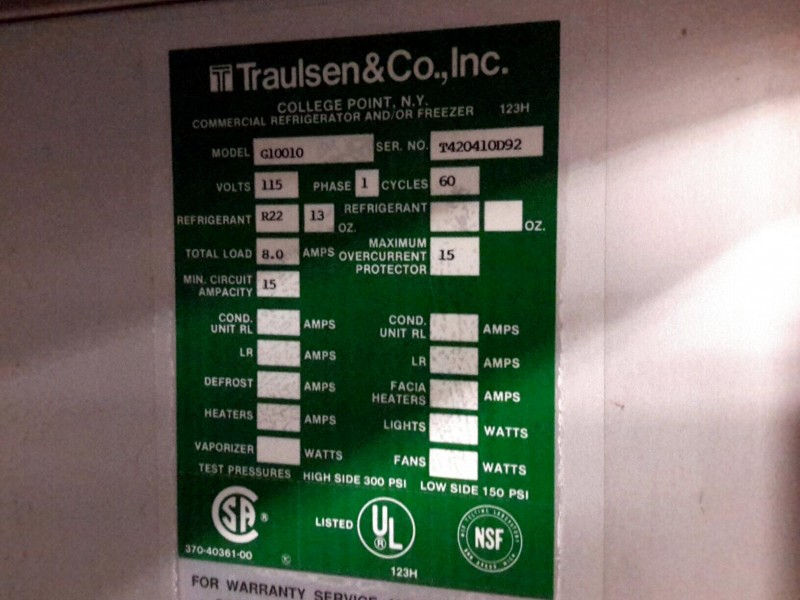 Traulsen&Co.,Inc.
COLLEGE POINT, N.Y.
COMMERCIAL REFRIGERATOR AND/OR FREEZER 123H
MODEL G10010 SER. NO. T420410D92
VOLTS 115 PHASE 1 CYCLES 60
REFRIGERANT R22 13 OZ. REFRIGERANT OZ.
TOTAL LOAD 8.0 AMPS MAXIMUM OVERCURRENT PROTECTOR 15
MIN. CIRCUIT AMPACITY 15
COND. UNIT RL AMPS COND. UNIT RL AMPS
LR AMPS LR AMPS
DEFROST AMPS FACIA HEATERS AMPS
HEATERS AMPS LIGHTS WATTS
VAPORIZER WATTS FANS WATTS
TEST PRESSURES HIGH SIDE 300 PSI LOW SIDE 150 PSI
SA ® LISTED UL ® NSF
370-40361-00 123H
FOR WARRANTY SERVICE